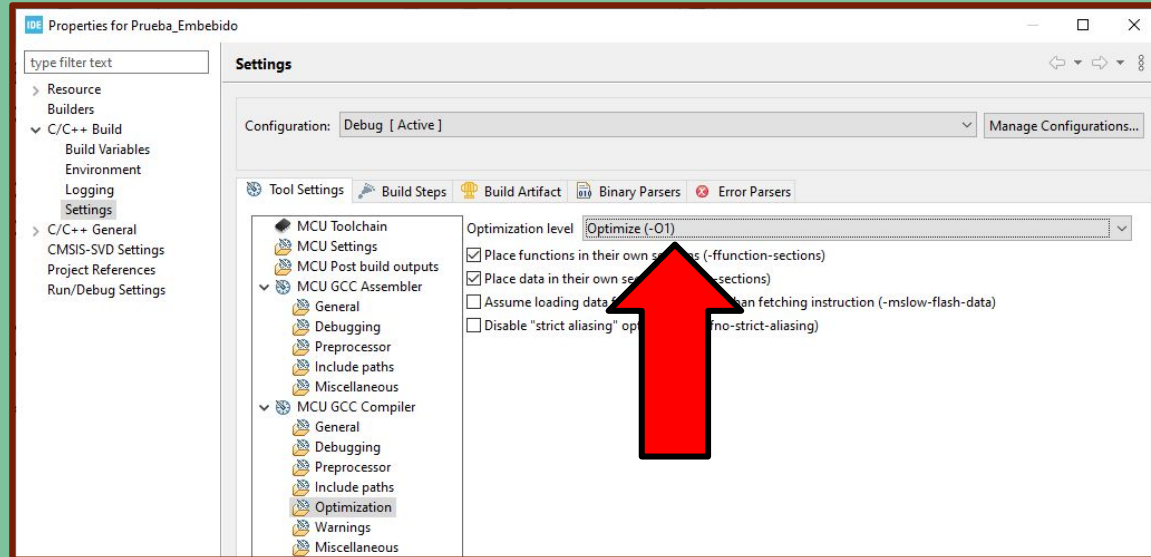 IDE Properties for Prueba_Embebido
type filter text
Resource
Builders
C/C++ Build
Build Variables
Environment
Logging
Settings
C/C++ General
CMSIS-SVD Settings
Project References
Run/Debug Settings
Settings
Configuration: Debug [ Active ] Manage Configurations...
Tool Settings Build Steps Build Artifact Binary Parsers Error Parsers
MCU Toolchain
MCU Settings
MCU Post build outputs
MCU GCC Assembler
General
Debugging
Preprocessor
Include paths
Miscellaneous
MCU GCC Compiler
General
Debugging
Preprocessor
Include paths
Optimization
Warnings
Miscellaneous
Optimization level Optimize (-O1)
Place functions in their own (-ffunction-sections)
Place data in their own -sections)
Assume loading data than fetching instruction (-mslow-flash-data)
Disable "strict aliasing" fno-strict-aliasing)